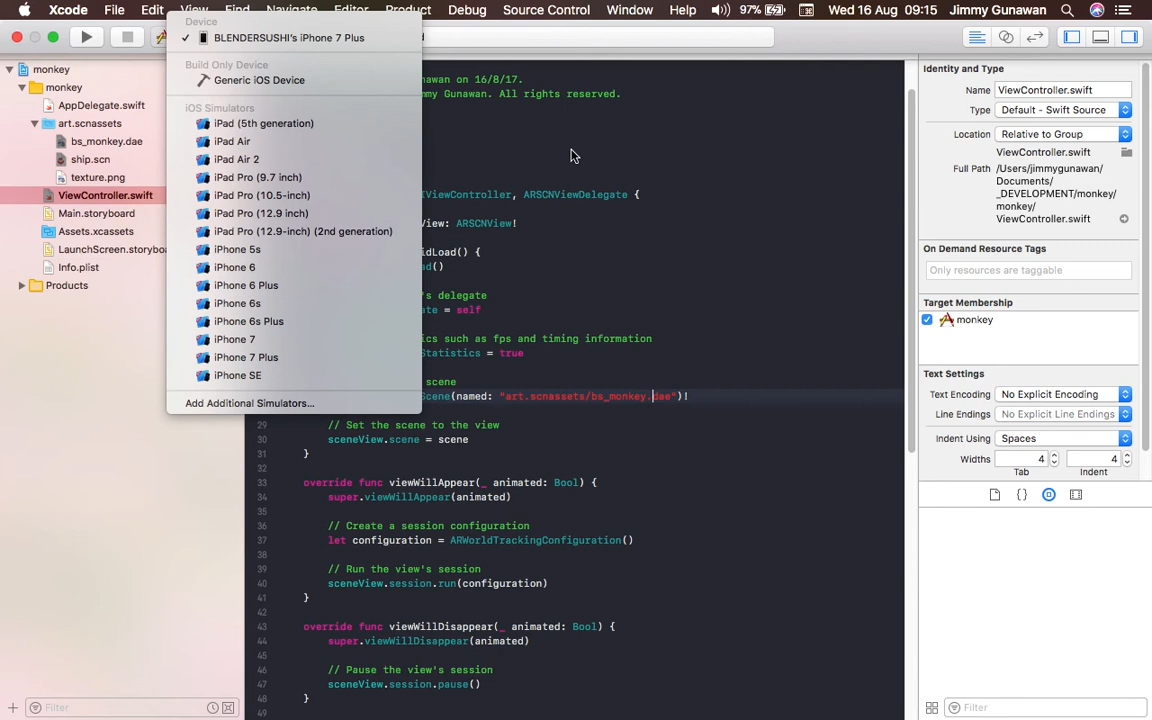 Xcode File Edit View Find Navigate Editor Product Debug Source Control Window Help 97% Wed 16 Aug 09:15 Jimmy Gunawan
Device
BLENDERSUSHI's iPhone 7 Plus
Build Only Device
Generic iOS Device
iOS Simulators
iPad (5th generation)
iPad Air
iPad Air 2
iPad Pro (9.7 inch)
iPad Pro (10.5-inch)
iPad Pro (12.9 inch)
iPad Pro (12.9-inch) (2nd generation)
iPhone 5s
iPhone 6
iPhone 6 Plus
iPhone 6s
iPhone 6s Plus
iPhone 7
iPhone 7 Plus
iPhone SE
Add Additional Simulators...
monkey
monkey
AppDelegate.swift
art.scnassets
bs_monkey.dae
ship.scn
texture.png
ViewController.swift
Main.storyboard
Assets.xcassets
LaunchScreen.storyboa
Info.plist
Products
Filter
unawan on 16/8/17.
mmy Gunawan. All rights reserved.
IViewController, ARSCNViewDelegate {
View: ARSCNView!
idLoad() {
ad()
's delegate
ate = self
tics such as fps and timing information
Statistics = true
scene
Scene(named: "art.scnassets/bs_monkey.dae")!
29 // Set the scene to the view
30 sceneView.scene = scene
31 }
32
33 override func viewWillAppear(_ animated: Bool) {
34 super.viewWillAppear(animated)
35
36 // Create a session configuration
37 let configuration = ARWorldTrackingConfiguration()
38
39 // Run the view's session
40 sceneView.session.run(configuration)
41 }
42
43 override func viewWillDisappear(_ animated: Bool) {
44 super.viewWillDisappear(animated)
45
46 // Pause the view's session
47 sceneView.session.pause()
48 }
49
Identity and Type
Name ViewController.swift
Type Default - Swift Source
Location Relative to Group
ViewController.swift
Full Path /Users/jimmygunawan/
Documents/
_DEVELOPMENT/monkey/
monkey/
ViewController.swift
On Demand Resource Tags
Only resources are taggable
Target Membership
monkey
Text Settings
Text Encoding No Explicit Encoding
Line Endings No Explicit Line Endings
Indent Using Spaces
Widths 4 4
Tab Indent
{}
Filter